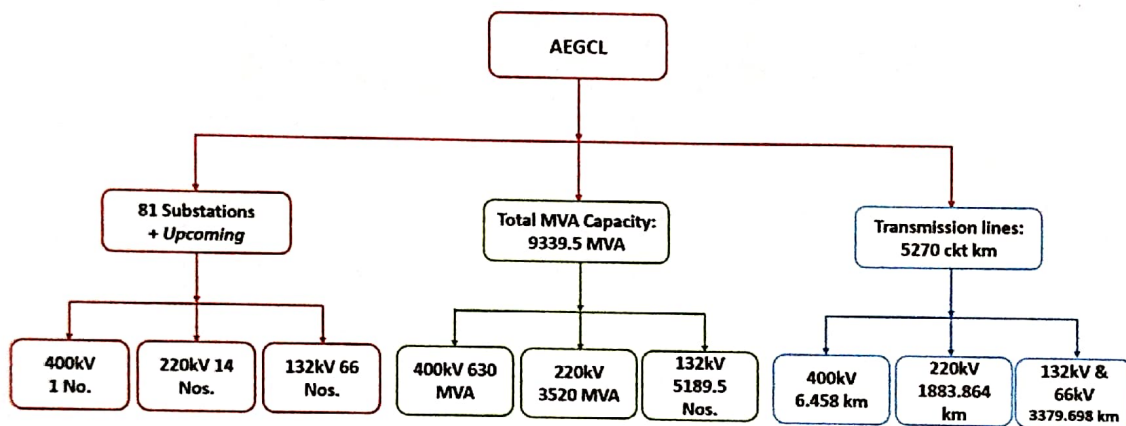 AEGCL
81 Substations
+ Upcoming
Total MVA Capacity:
9339.5 MVA
Transmission lines:
5270 ckt km
400kV
1 No.
220kV 14
Nos.
132kV 66
Nos.
400kV 630
MVA
220kV
3520 MVA
132kV
5189.5
Nos.
400kV
6.458 km
220kV
1883.864
km
132kV &
66kV
3379.698 km